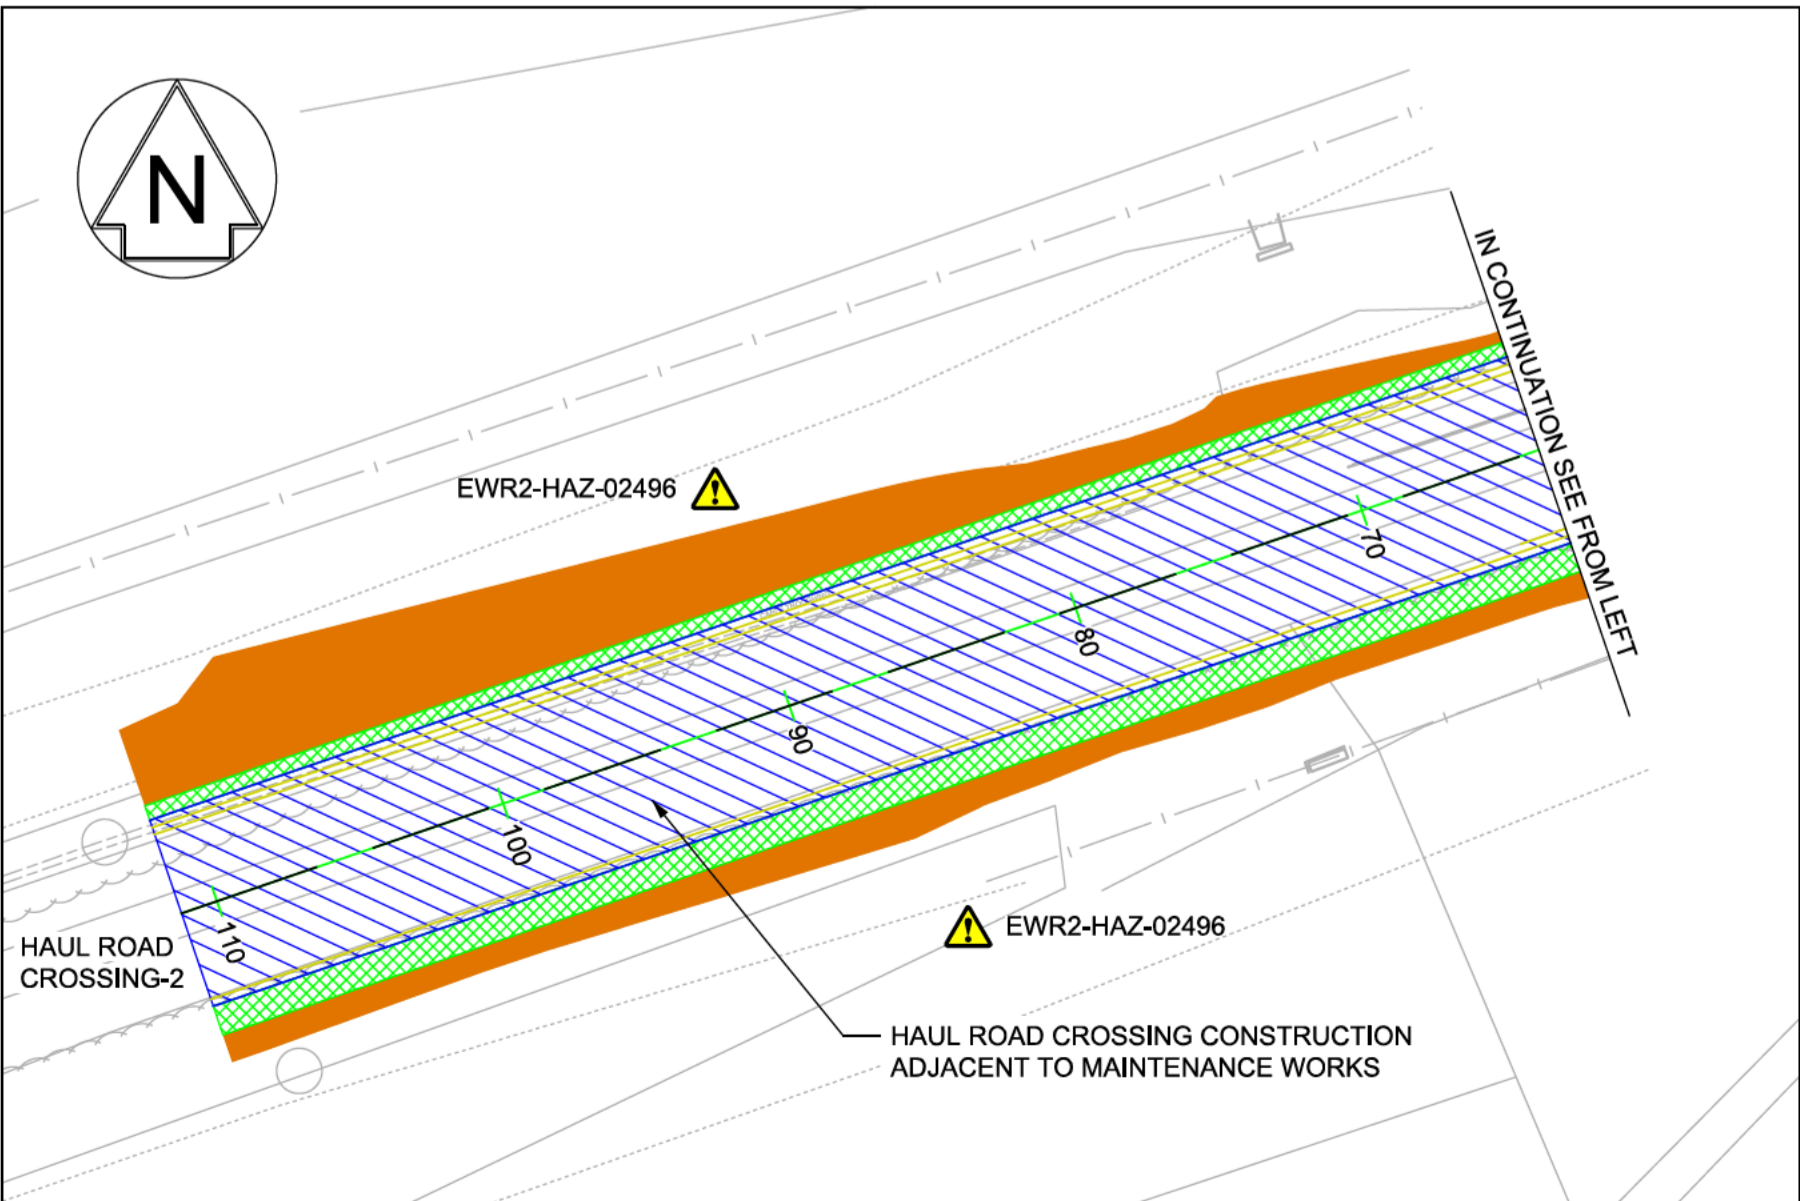 N
IN CONTINUATION SEE FROM LEFT
EWR2-HAZ-02496
70
80
90
100
110
HAUL ROAD
CROSSING-2
EWR2-HAZ-02496
HAUL ROAD CROSSING CONSTRUCTION
ADJACENT TO MAINTENANCE WORKS